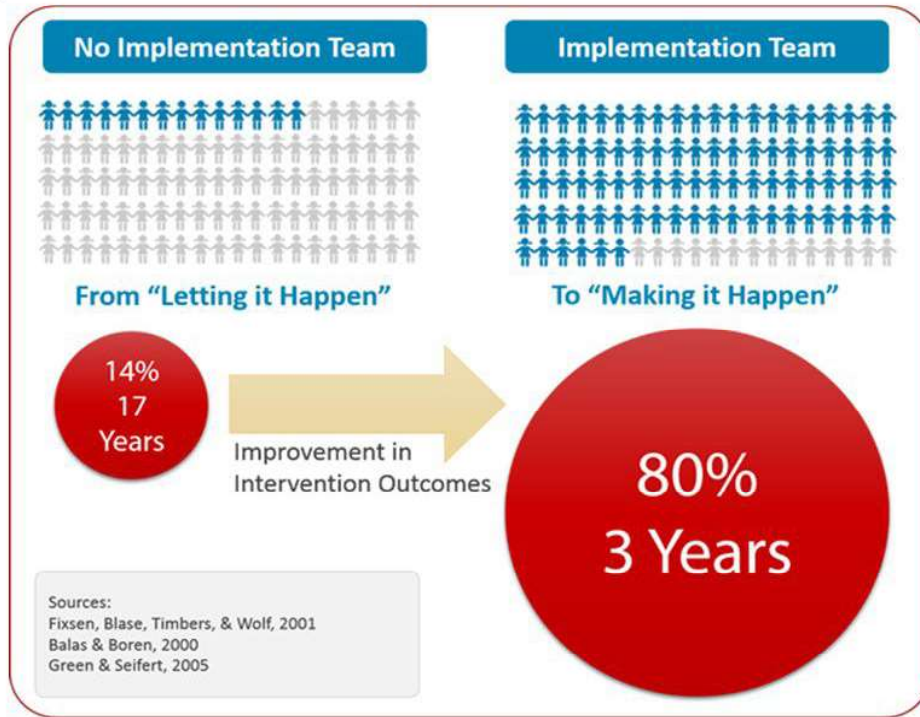 No Implementation Team
Implementation Team
From “Letting it Happen”
To “Making it Happen”
14%
17
Years
Improvement in
Intervention Outcomes
80%
3 Years
Sources:
Fixsen, Blase, Timbers, & Wolf, 2001
Balas & Boren, 2000
Green & Seifert, 2005